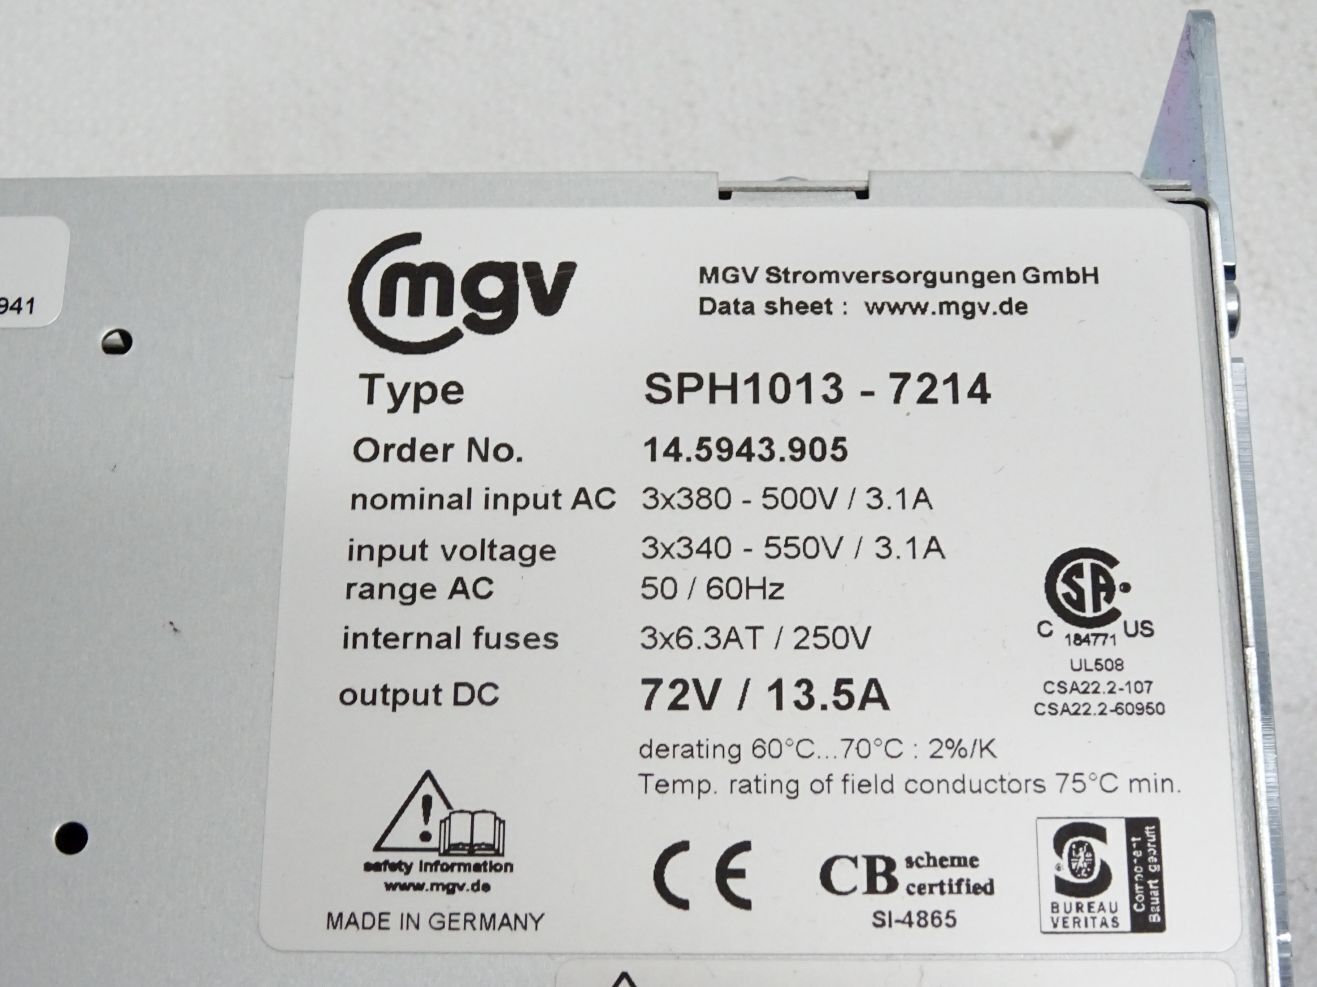 941
mgv
MGV Stromversorgungen GmbH
Data sheet : www.mgv.de
Type SPH1013 - 7214
Order No. 14.5943.905
nominal input AC 3x380 - 500V / 3.1A
input voltage 3x340 - 550V / 3.1A
range AC 50 / 60Hz
internal fuses 3x6.3AT / 250V
output DC 72V / 13.5A
derating 60°C...70°C : 2%/K
Temp. rating of field conductors 75°C min.
CSA
C 184771 US
UL508
CSA22.2-107
CSA22.2-60950
safety information
www.mgv.de
MADE IN GERMANY
CE
CB scheme certified
SI-4865
BUREAU
VERITAS
Component
Bauart geprüft